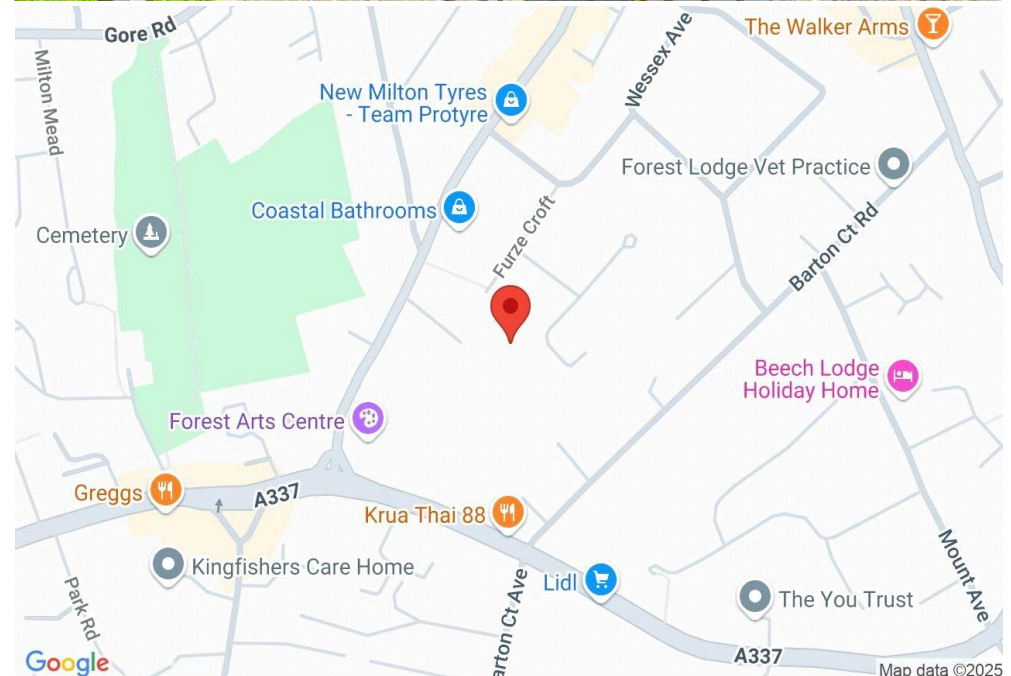 Gore Rd
The Walker Arms
Milton Mead
Wessex Ave
New Milton Tyres
- Team Protyre
Forest Lodge Vet Practice
Coastal Bathrooms
Cemetery
Furze Croft
Barton Ct Rd
Beech Lodge
Holiday Home
Forest Arts Centre
Greggs
A337
Krua Thai 88
Kingfishers Care Home
Lidl
Mount Ave
Park Rd
arton Ct Ave
The You Trust
A337
Google
Map data ©2025